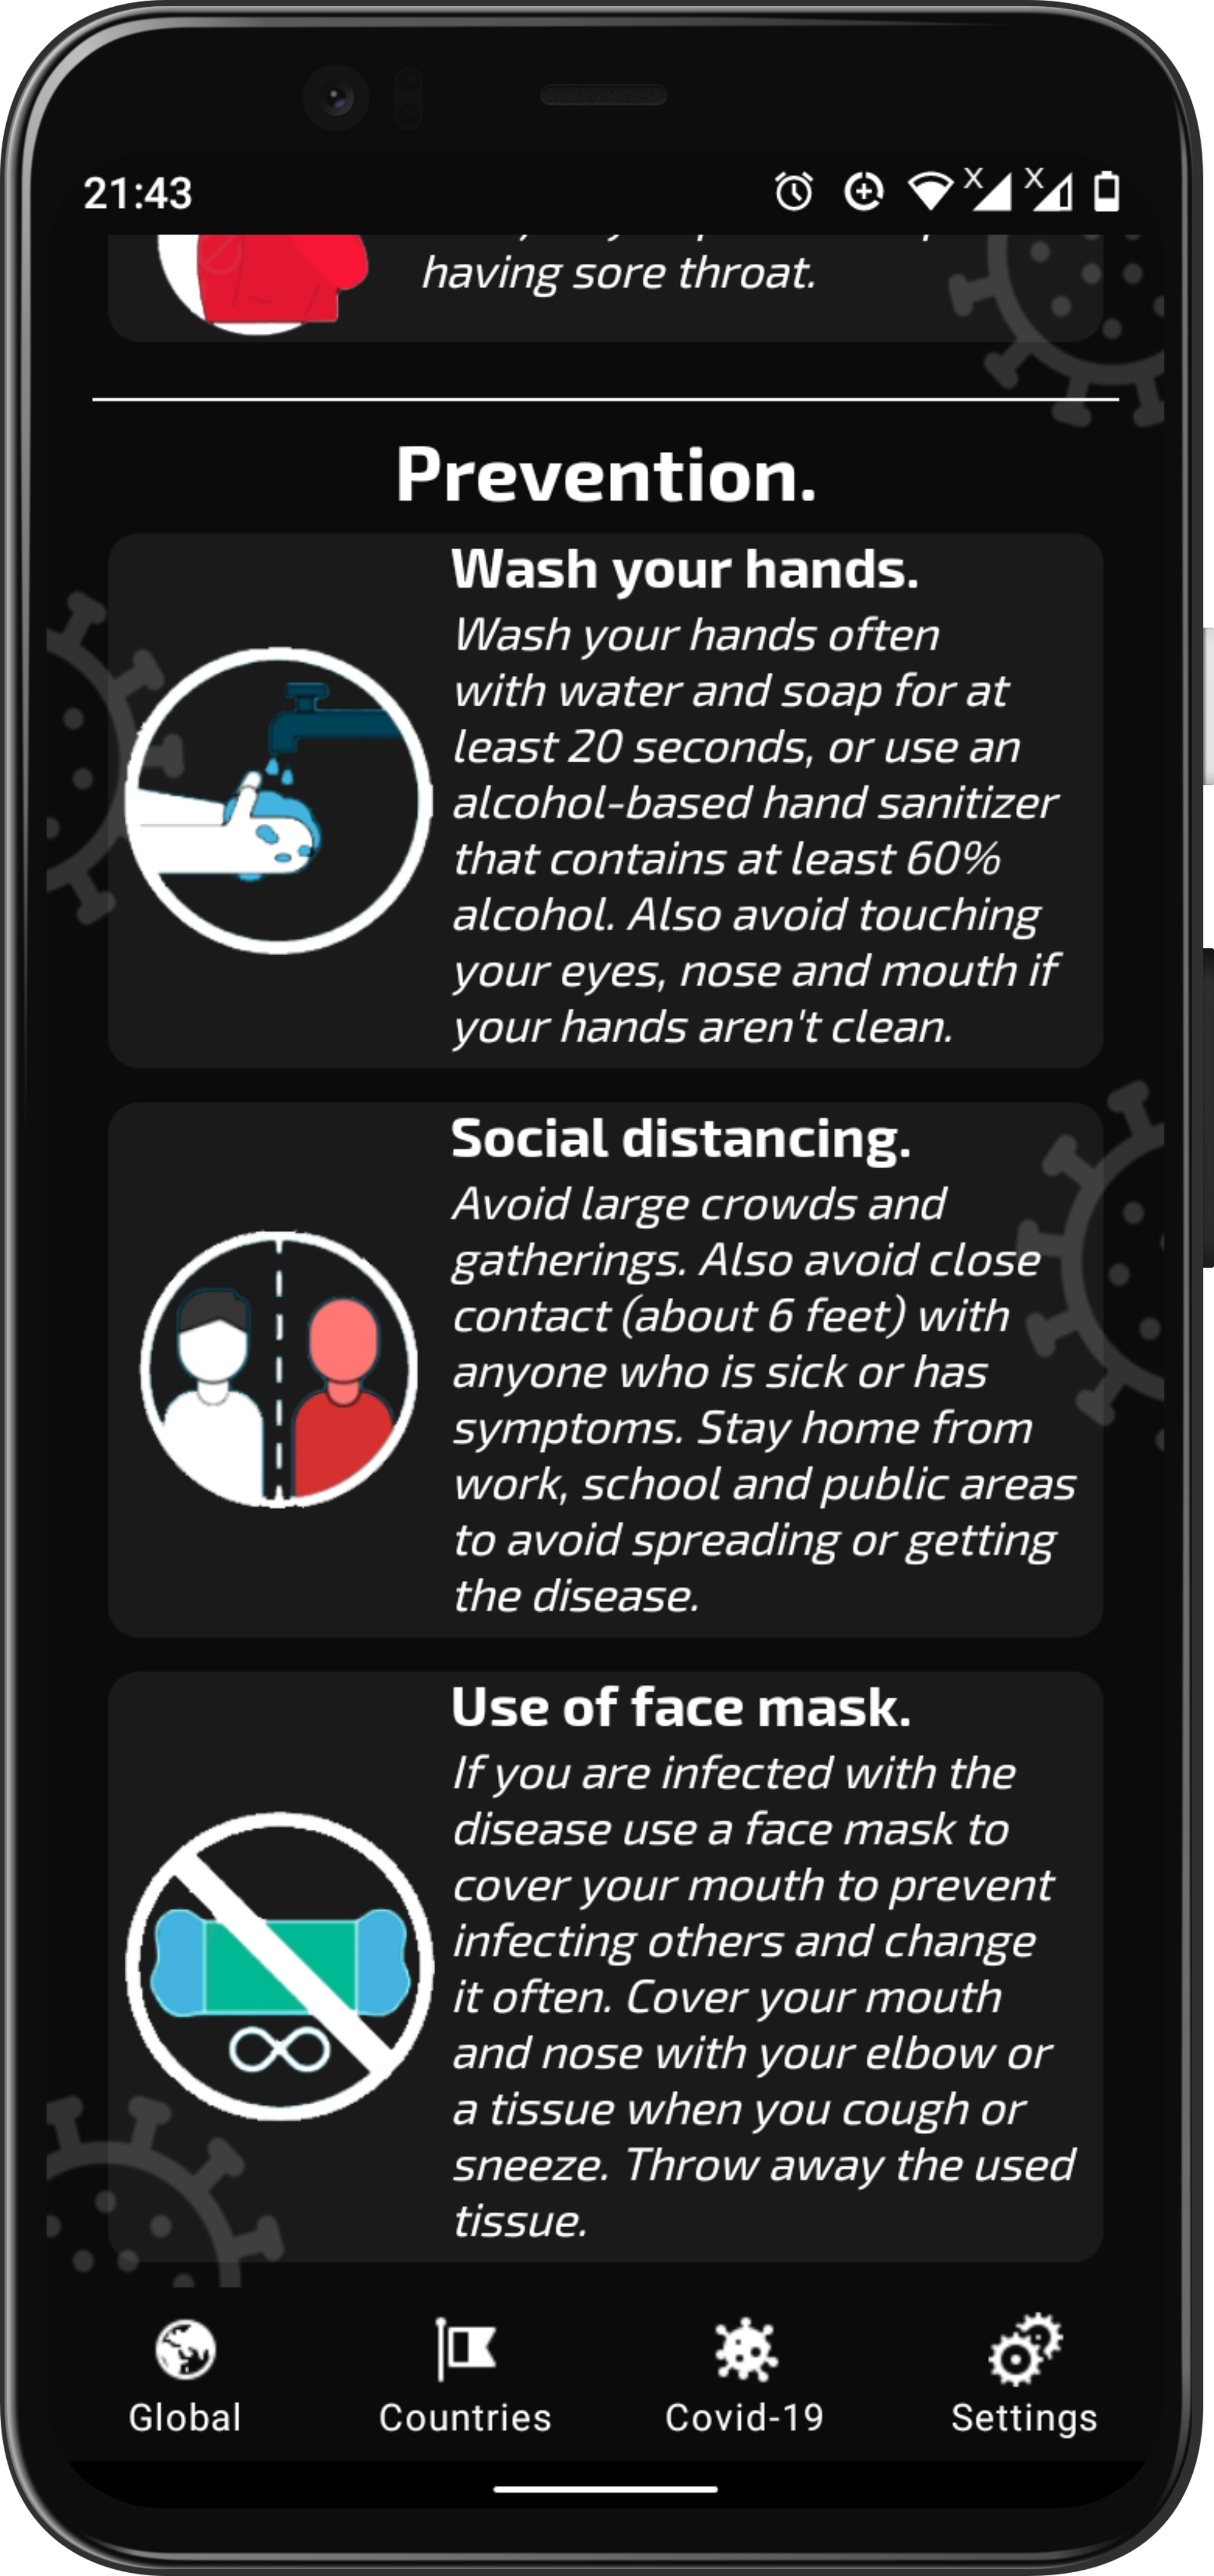 21:43
having sore throat.
Prevention.
Wash your hands.
Wash your hands often
with water and soap for at
least 20 seconds, or use an
alcohol-based hand sanitizer
that contains at least 60%
alcohol. Also avoid touching
your eyes, nose and mouth if
your hands aren't clean.
Social distancing.
Avoid large crowds and
gatherings. Also avoid close
contact (about 6 feet) with
anyone who is sick or has
symptoms. Stay home from
work, school and public areas
to avoid spreading or getting
the disease.
Use of face mask.
If you are infected with the
disease use a face mask to
cover your mouth to prevent
infecting others and change
it often. Cover your mouth
and nose with your elbow or
a tissue when you cough or
sneeze. Throw away the used
tissue.
Global
Countries
Covid-19
Settings